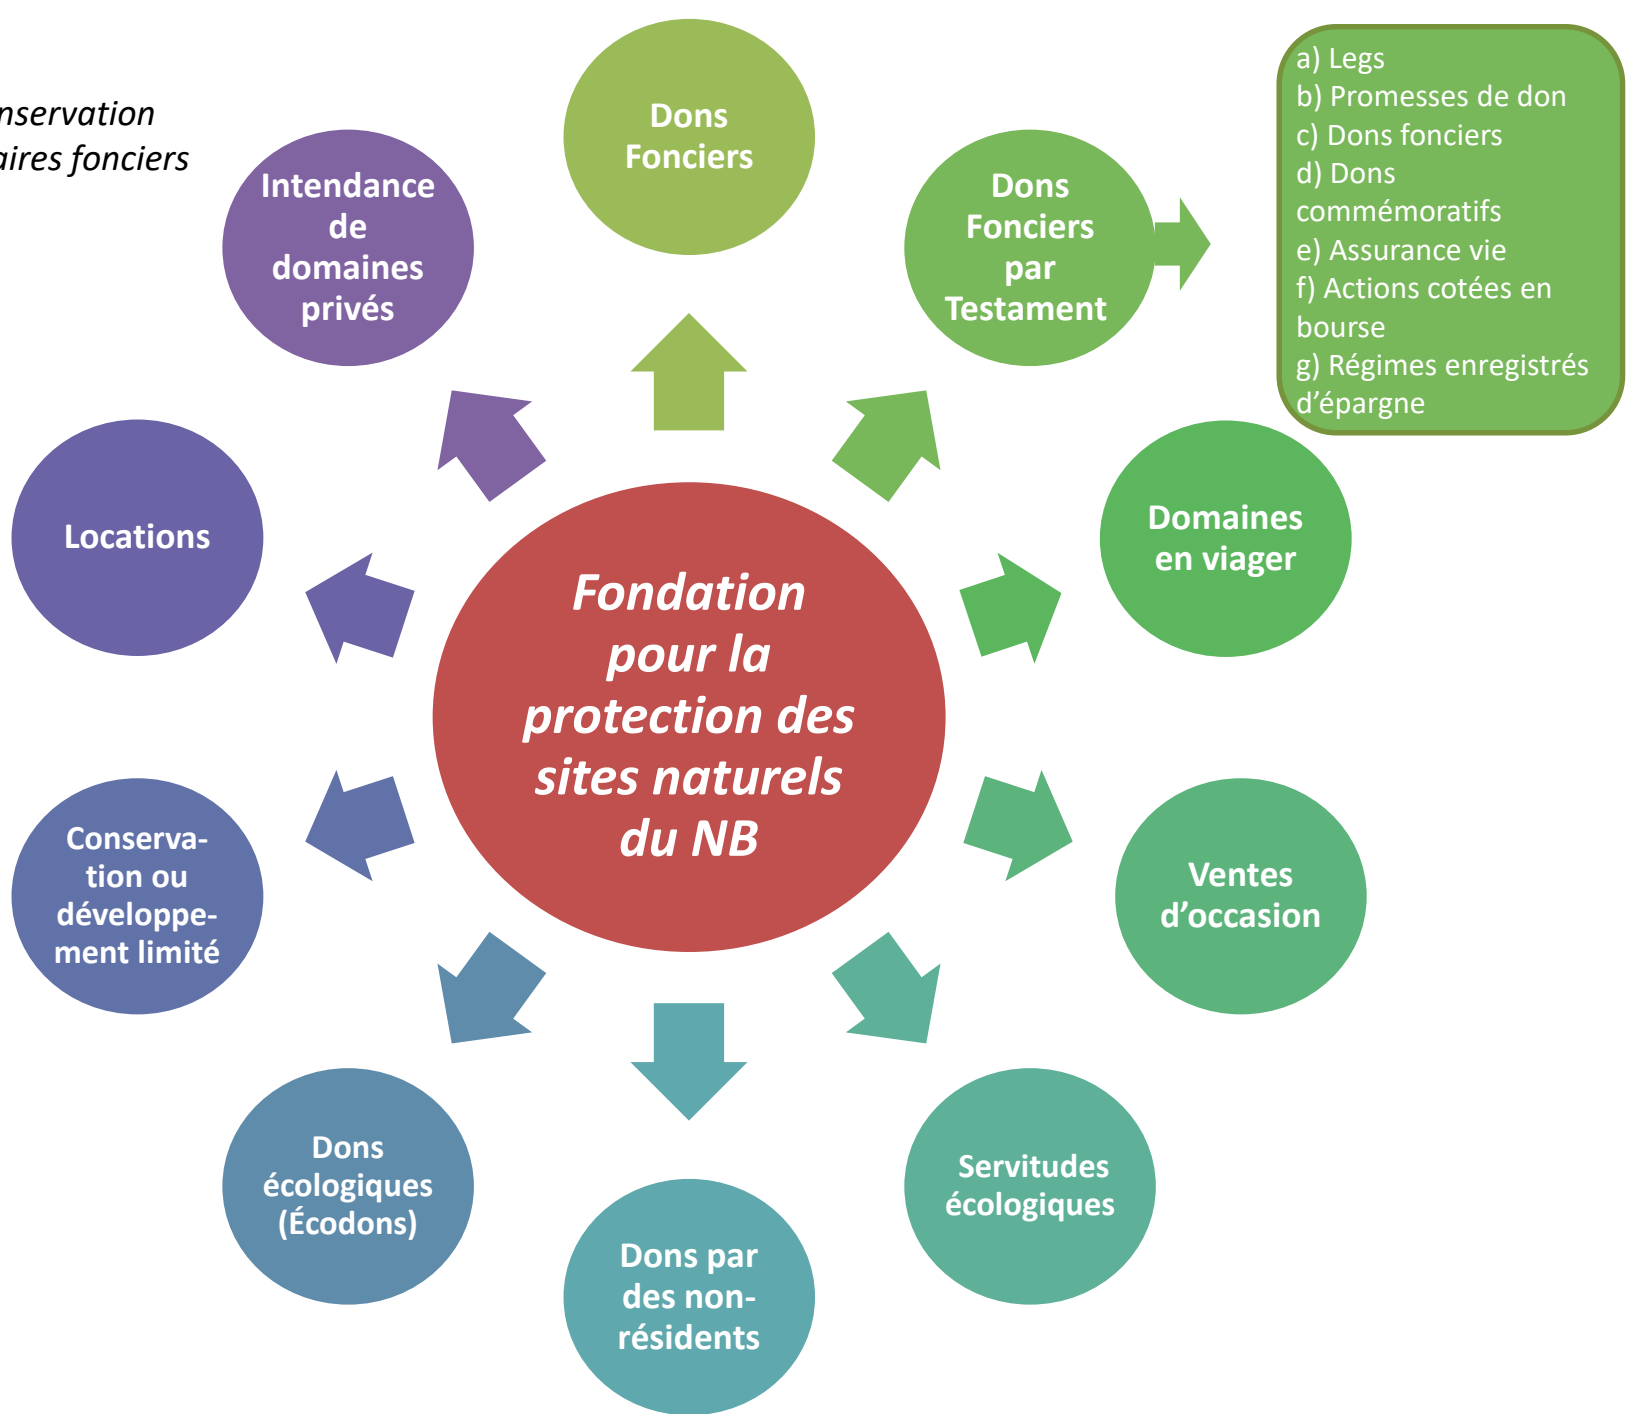 nservation
aires fonciers
Dons
Fonciers
Dons
Fonciers
par
Testament
a) Legs
b) Promesses de don
c) Dons fonciers
d) Dons
commémoratifs
e) Assurance vie
f) Actions cotées en
bourse
g) Régimes enregistrés
d’épargne
Domaines
en viager
Ventes
d’occasion
Servitudes
écologiques
Dons par
des non-
résidents
Dons
écologiques
(Écodons)
Conserva-
tion ou
développe-
ment limité
Locations
Intendance
de
domaines
privés
Fondation
pour la
protection des
sites naturels
du NB